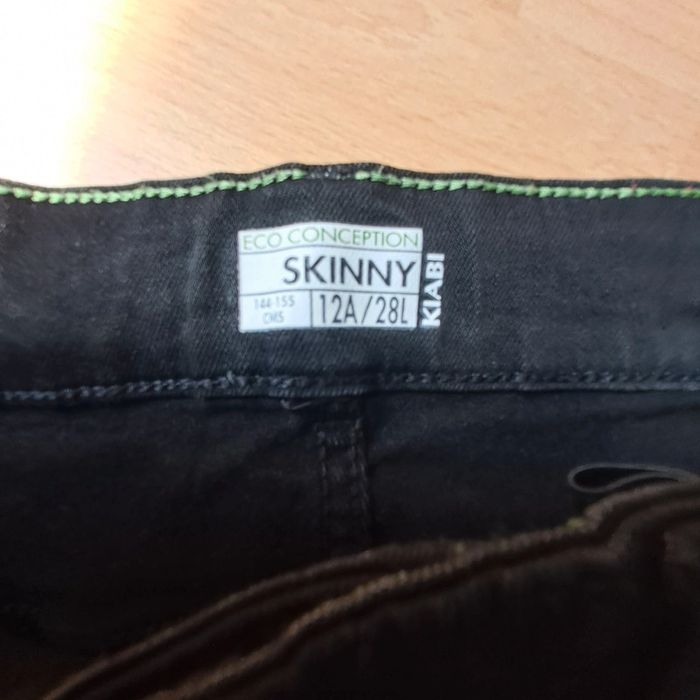 ECO CONCEPTION
SKINNY
144-155
CMS
12A/28L
KIABI